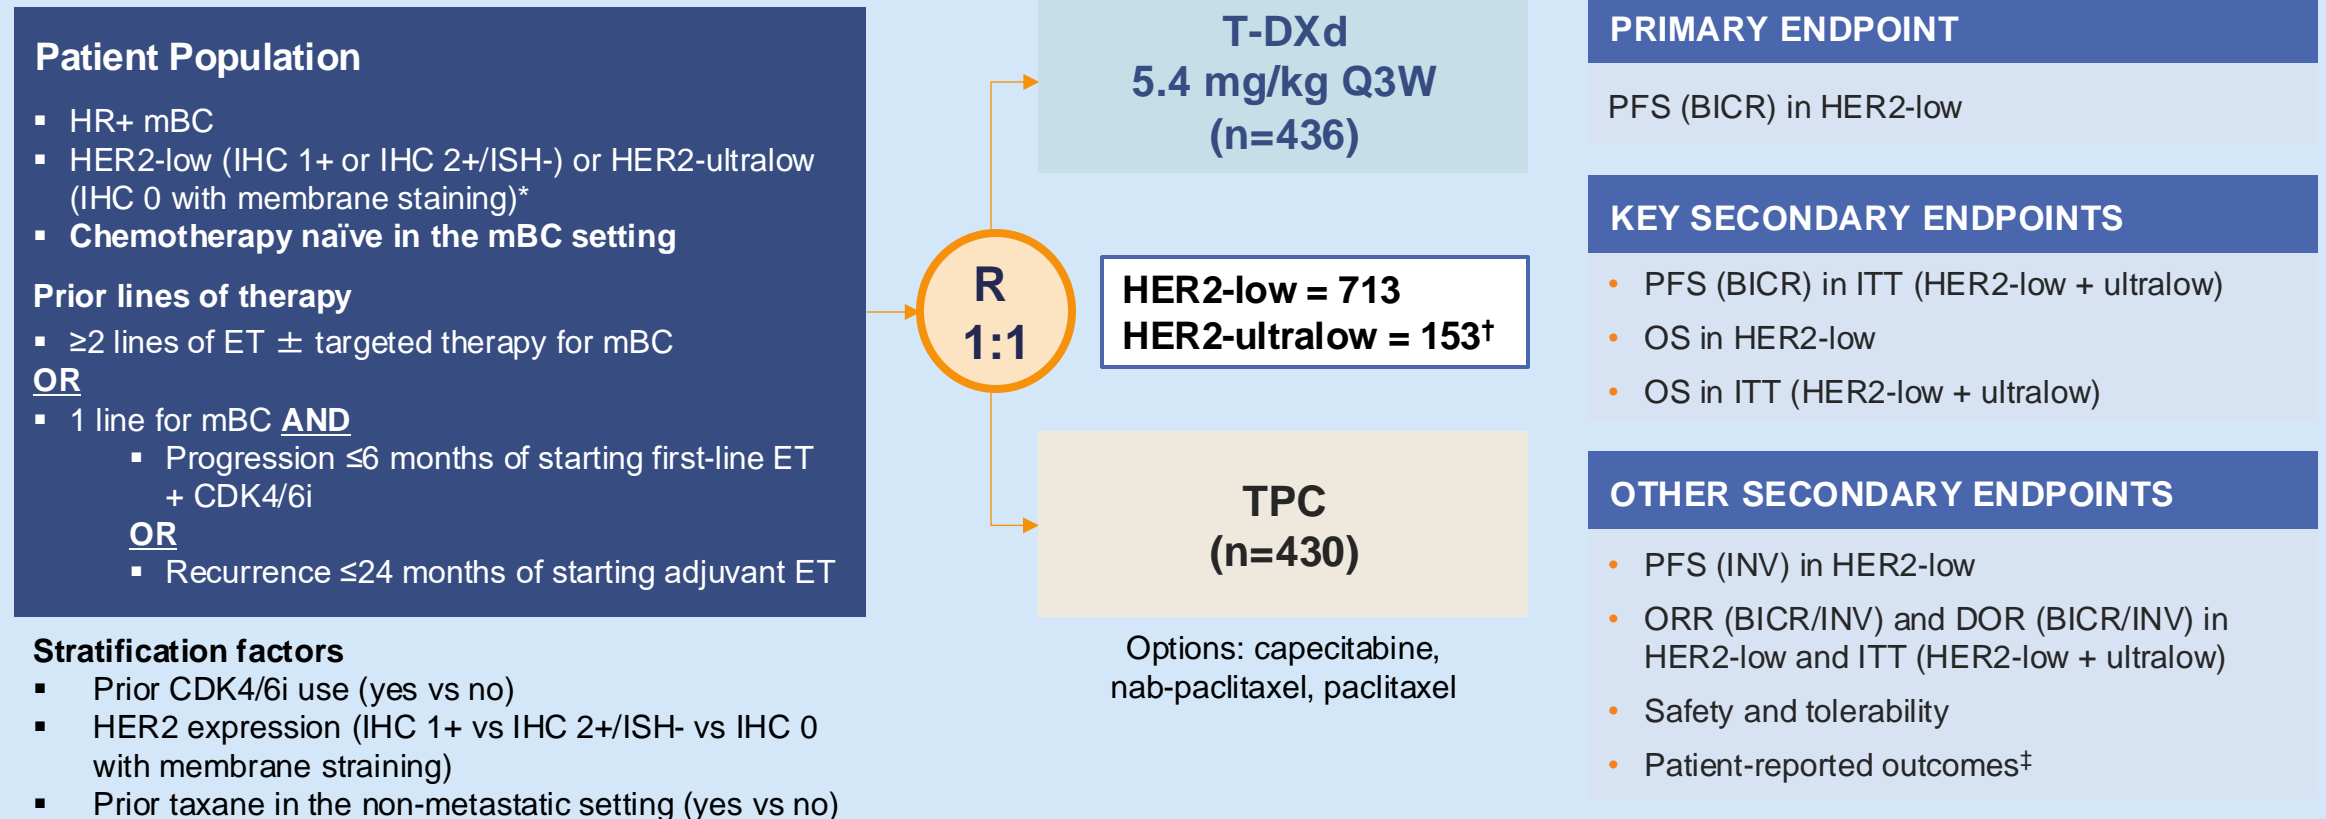 Patient Population
▪ HR+ mBC
▪ HER2-low (IHC 1+ or IHC 2+/ISH-) or HER2-ultralow
(IHC 0 with membrane staining)*
▪ Chemotherapy naïve in the mBC setting
Prior lines of therapy
▪ ≥2 lines of ET ± targeted therapy for mBC
OR
▪ 1 line for mBC AND
▪ Progression ≤6 months of starting first-line ET
+ CDK4/6i
OR
▪ Recurrence ≤24 months of starting adjuvant ET
Stratification factors
▪ Prior CDK4/6i use (yes vs no)
▪ HER2 expression (IHC 1+ vs IHC 2+/ISH- vs IHC 0
with membrane straining)
▪ Prior taxane in the non-metastatic setting (yes vs no)
R
1:1
T-DXd
5.4 mg/kg Q3W
(n=436)
HER2-low = 713
HER2-ultralow = 153†
TPC
(n=430)
Options: capecitabine,
nab-paclitaxel, paclitaxel
PRIMARY ENDPOINT
PFS (BICR) in HER2-low
KEY SECONDARY ENDPOINTS
• PFS (BICR) in ITT (HER2-low + ultralow)
• OS in HER2-low
• OS in ITT (HER2-low + ultralow)
OTHER SECONDARY ENDPOINTS
• PFS (INV) in HER2-low
• ORR (BICR/INV) and DOR (BICR/INV) in
HER2-low and ITT (HER2-low + ultralow)
• Safety and tolerability
• Patient-reported outcomes‡